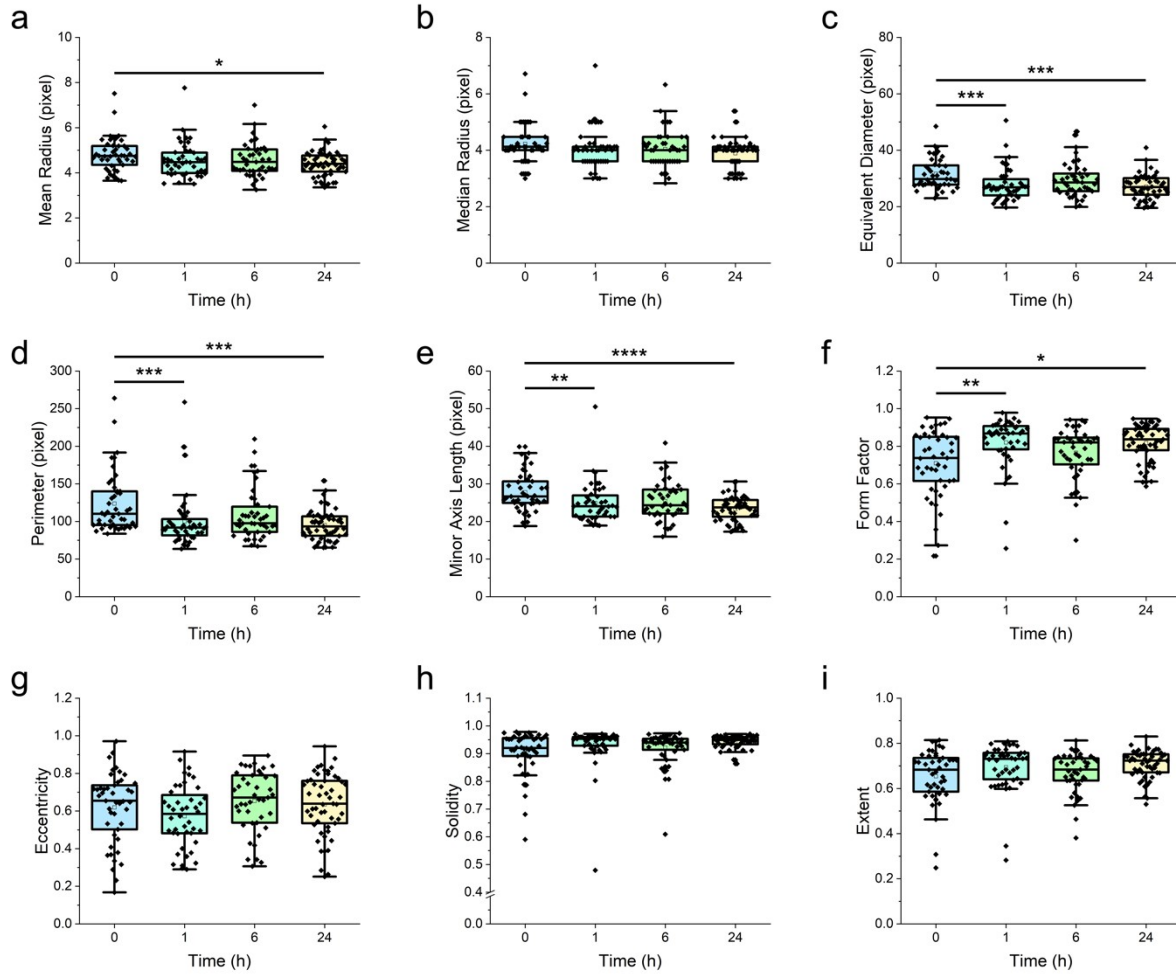 a
10
8
6
4
2
0
Mean Radius (pixel)
*
0 1 6 24
Time (h)
b
8
6
4
2
0
Median Radius (pixel)
0 1 6 24
Time (h)
c
80
60
40
20
0
Equivalent Diameter (pixel)
***
***
0 1 6 24
Time (h)
d
300
250
200
150
100
50
0
Perimeter (pixel)
***
***
0 1 6 24
Time (h)
e
60
50
40
30
20
10
0
Minor Axis Length (pixel)
****
**
0 1 6 24
Time (h)
f
1.2
1.0
0.8
0.6
0.4
0.2
0.0
Form Factor
*
**
0 1 6 24
Time (h)
g
1.2
1.0
0.8
0.6
0.4
0.2
0.0
Eccentricity
0 1 6 24
Time (h)
h
1.1
1.0
0.9
0.8
0.7
0.6
0.5
0.4
0.0
Solidity
0 1 6 24
Time (h)
i
1.0
0.8
0.6
0.4
0.2
0.0
Extent
0 1 6 24
Time (h)